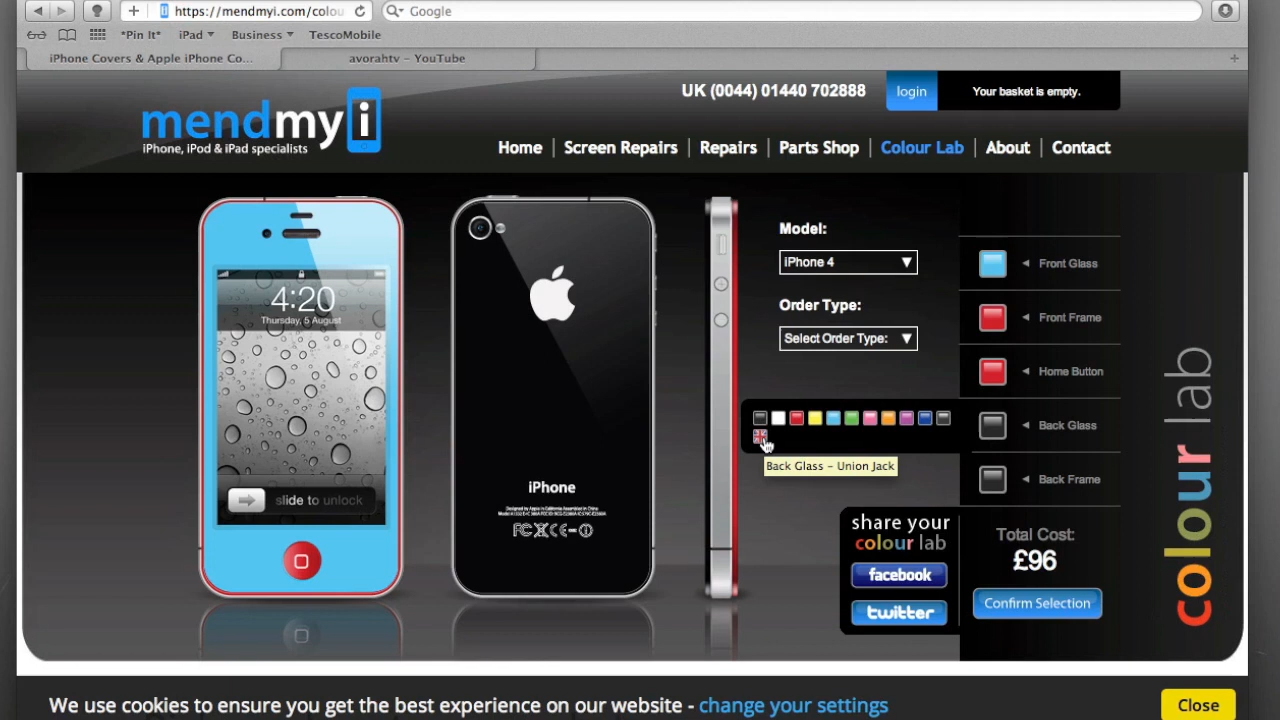 https://mendmyi.com/colou
Google
*Pin It* iPad Business TescoMobile
iPhone Covers & Apple iPhone Co...
avorahtv – YouTube
UK (0044) 01440 702888
login
Your basket is empty.
mendmyi
iPhone, iPod & iPad specialists
Home Screen Repairs Repairs Parts Shop Colour Lab About Contact
4:20
Thursday, 5 August
slide to unlock
iPhone
Model:
iPhone 4
Order Type:
Select Order Type:
Back Glass – Union Jack
Front Glass
Front Frame
Home Button
Back Glass
Back Frame
share your
colour lab
facebook
twitter
Total Cost:
£96
Confirm Selection
colour lab
We use cookies to ensure you get the best experience on our website - change your settings
Close